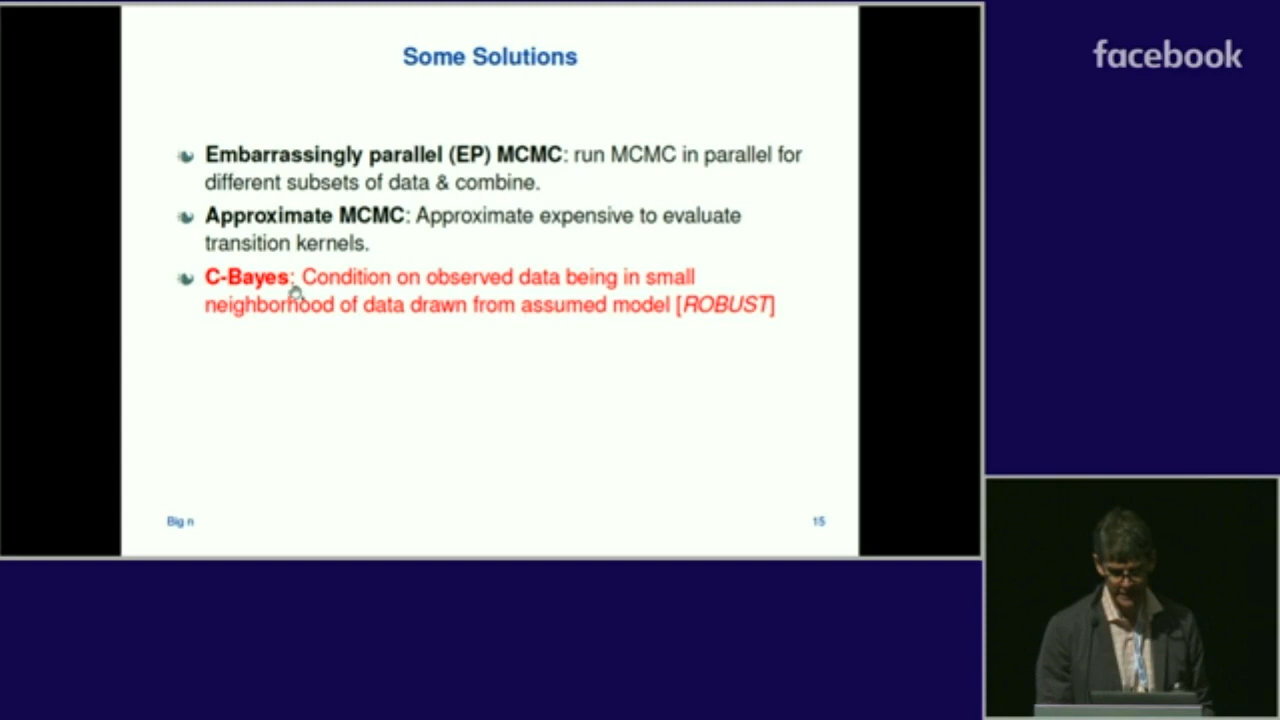 Some Solutions
facebook
Embarrassingly parallel (EP) MCMC: run MCMC in parallel for
different subsets of data & combine.
Approximate MCMC: Approximate expensive to evaluate
transition kernels.
C-Bayes: Condition on observed data being in small
neighborhood of data drawn from assumed model [ROBUST]
Big n
15